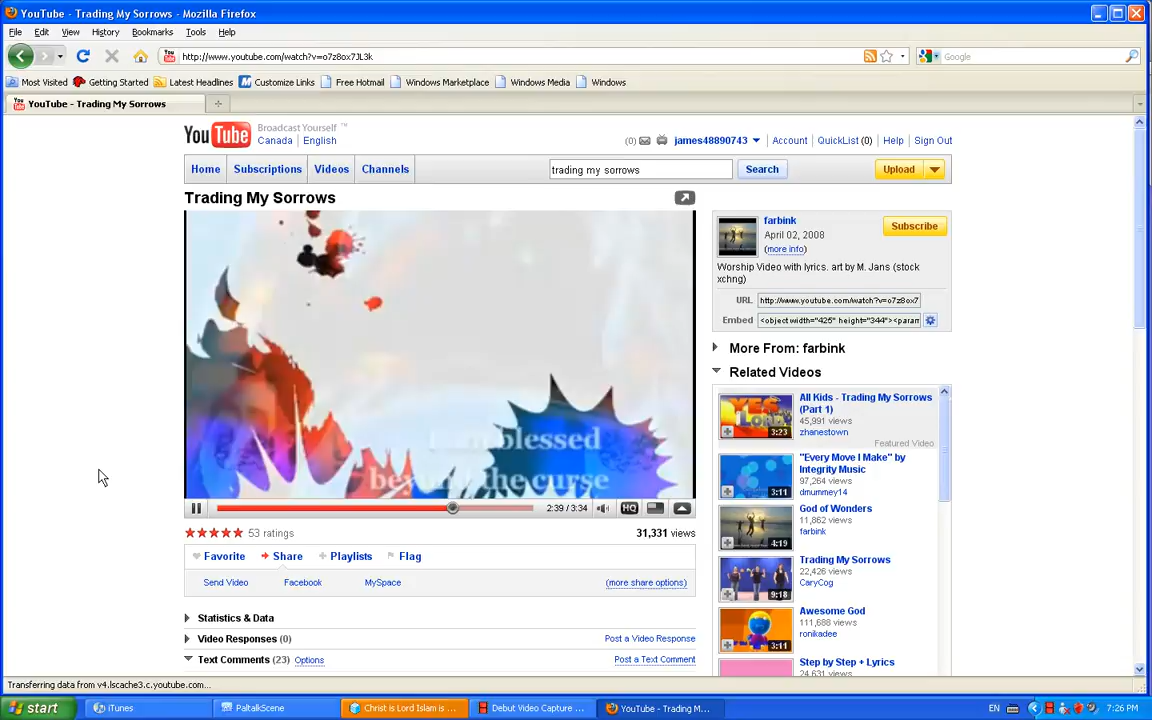 YouTube - Trading My Sorrows - Mozilla Firefox
File Edit View History Bookmarks Tools Help
http://www.youtube.com/watch?v=o7z8ox7JL3k
Google
Most Visited Getting Started Latest Headlines Customize Links Free Hotmail Windows Marketplace Windows Media Windows
YouTube - Trading My Sorrows
YouTube Broadcast Yourself ™
Canada | English
(0) james48890743 | Account | QuickList (0) | Help | Sign Out
Home Subscriptions Videos Channels
trading my sorrows Search Upload
Trading My Sorrows
farbink
April 02, 2008
(more info)
Subscribe
Worship Video with lyrics. art by M. Jans (stock
xchng)
URL http://www.youtube.com/watch?v=o7z8ox7
Embed <object width="425" height="344"><param
More From: farbink
Related Videos
All Kids - Trading My Sorrows
(Part 1)
45,991 views
zhanestown
Featured Video
YES LORD
3:23
"Every Move I Make" by
Integrity Music
97,264 views
dmummey14
3:11
God of Wonders
11,862 views
farbink
4:19
Trading My Sorrows
22,426 views
CaryCog
9:18
Awesome God
111,688 views
ronikadee
3:11
Step by Step + Lyrics
24,631 views
I am blessed
beyond the curse
2:39 / 3:34 HQ
53 ratings 31,331 views
Favorite Share Playlists Flag
Send Video Facebook MySpace (more share options)
Statistics & Data
Video Responses (0) Post a Video Response
Text Comments (23) Options Post a Text Comment
Transferring data from v4.lscache3.c.youtube.com...
start iTunes PaltalkScene Christ is Lord Islam is ... Debut Video Capture ... YouTube - Trading M... EN 7:26 PM